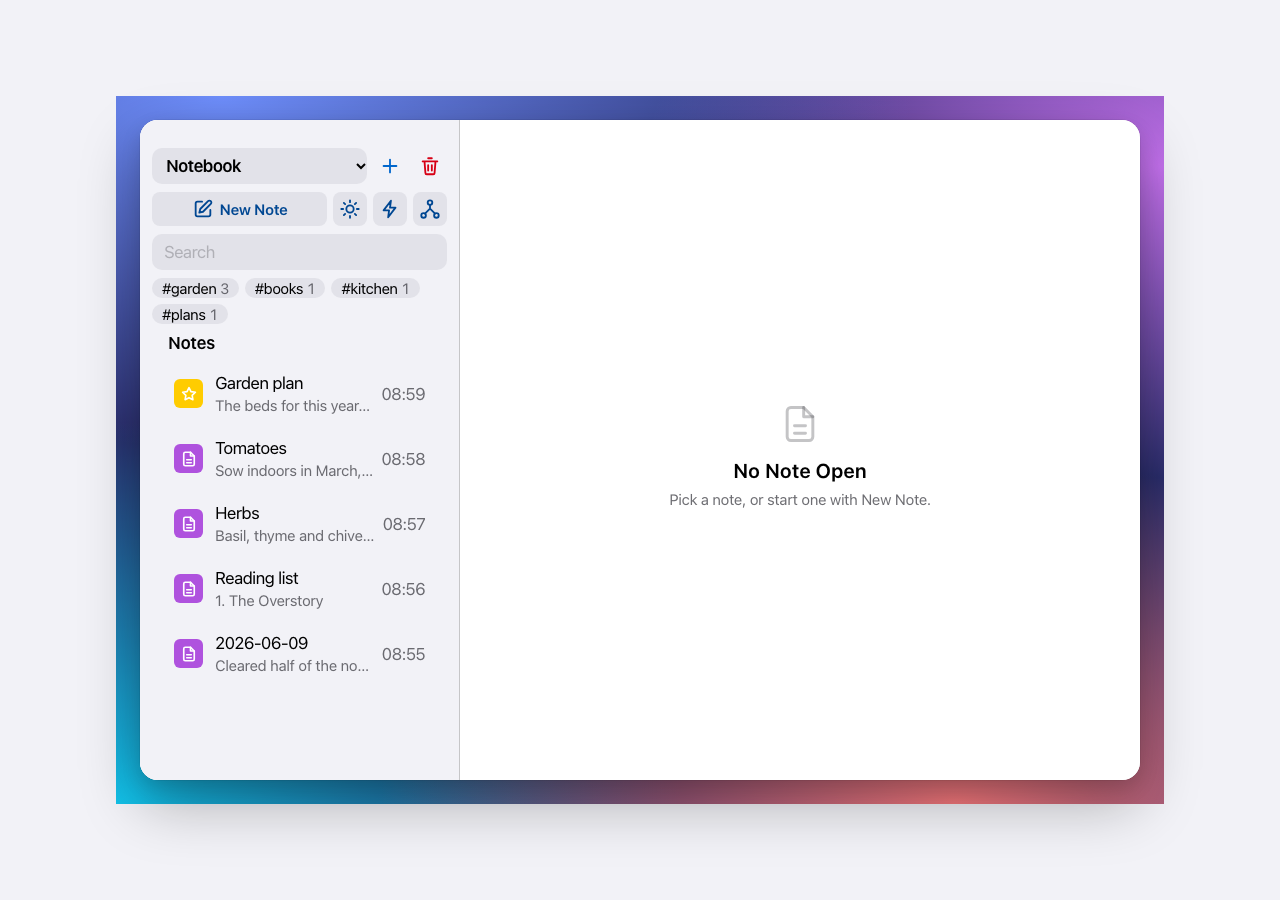 Notebook
New Note
Search
#garden 3 #books 1 #kitchen 1
#plans 1
Notes
Garden plan
The beds for this year... 08:59
Tomatoes
Sow indoors in March,... 08:58
Herbs
Basil, thyme and chive... 08:57
Reading list
1. The Overstory 08:56
2026-06-09
Cleared half of the no... 08:55
No Note Open
Pick a note, or start one with New Note.